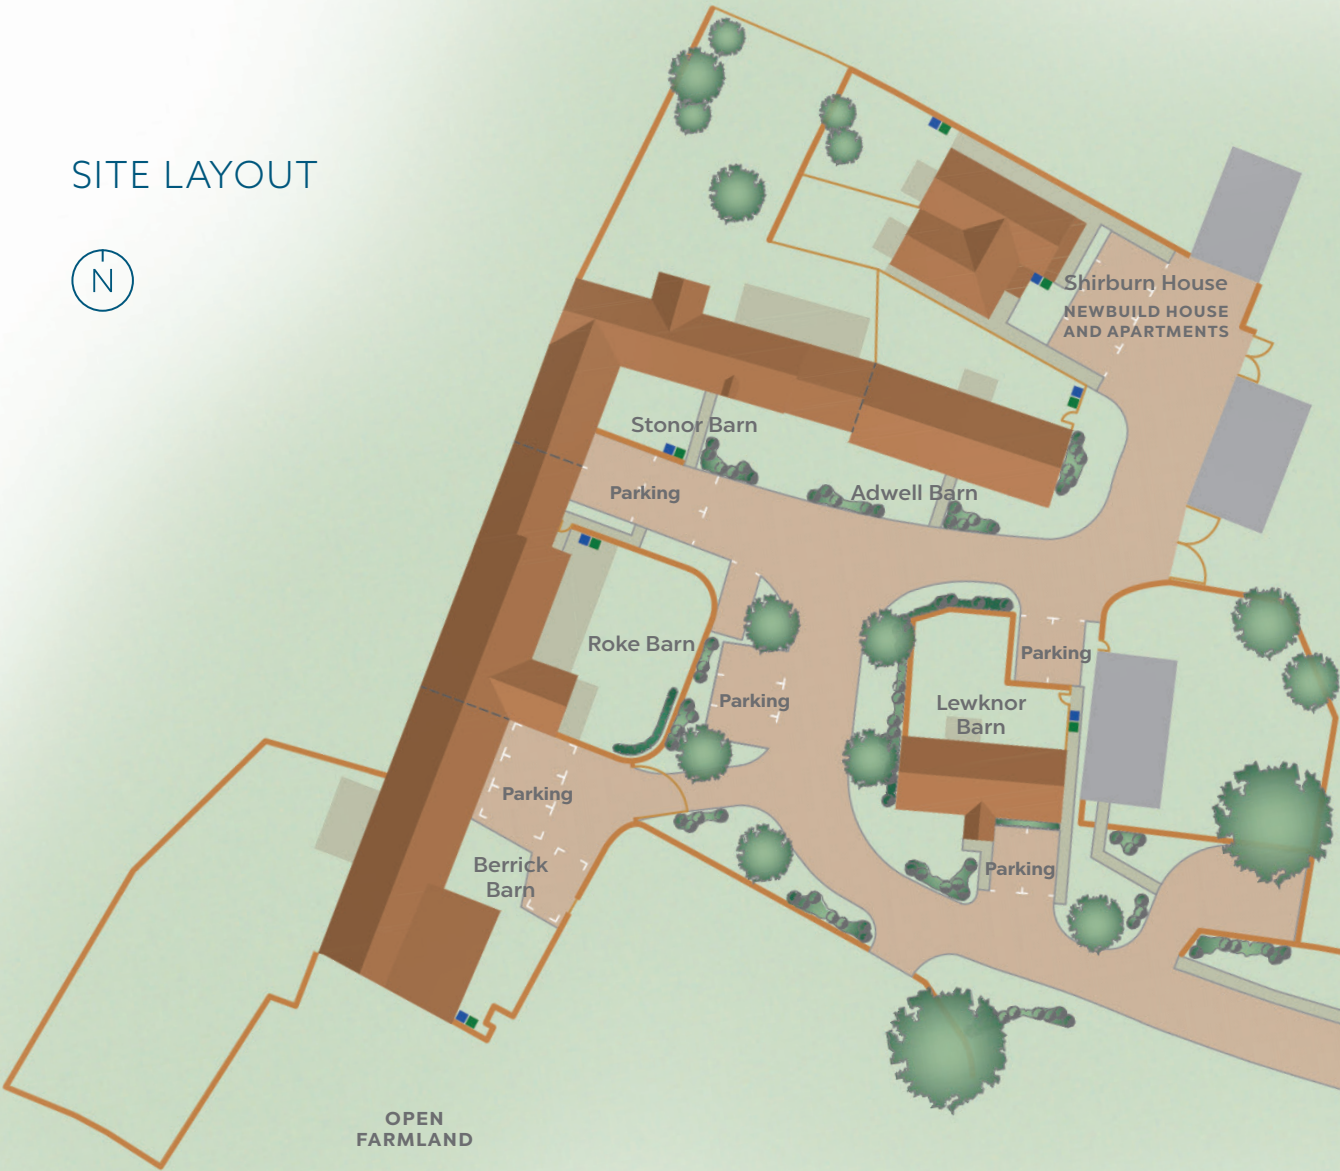 SITE LAYOUT
N
Shirburn House
NEWBUILD HOUSE
AND APARTMENTS
Stonor Barn
Parking
Adwell Barn
Roke Barn
Parking
Parking
Lewknor
Barn
Parking
Berrick
Barn
Parking
OPEN
FARMLAND